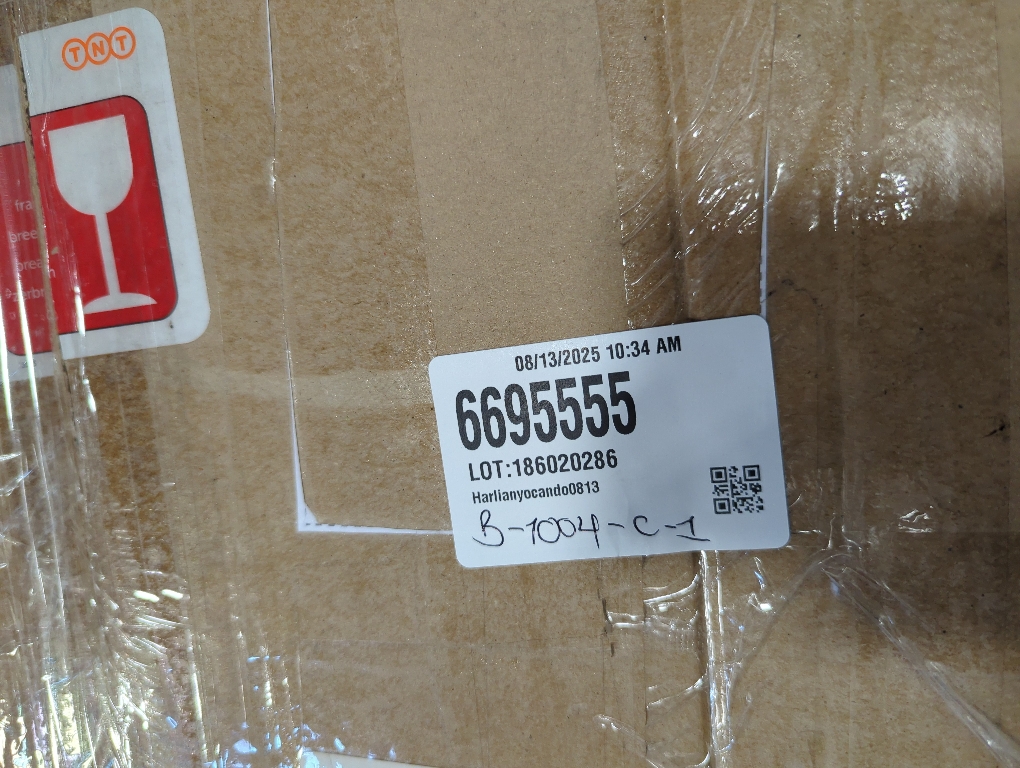 TNT
08/13/2025 10:34 AM
6695555
LOT:186020286
Harlianyocando0813
B-1004-C-1